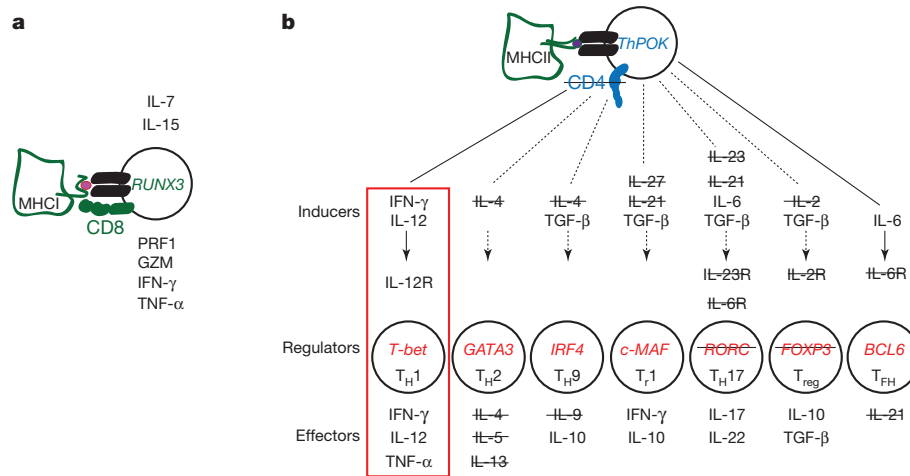 a
IL-7
IL-15
RUNX3
MHCI
CD8
PRF1
GZM
IFN-γ
TNF-α
b
MHCII
ThPOK
CD4
Inducers
IFN-γ
IL-12
IL-12R
IL-4
IL-4
TGF-β
IL-27
IL-21
TGF-β
IL-23
IL-21
IL-6
TGF-β
IL-23R
IL-6R
IL-2
TGF-β
IL-2R
IL-6
IL-6R
Regulators
T-bet
TH1
GATA3
TH2
IRF4
TH9
c-MAF
Tr1
RORC
TH17
FOXP3
Treg
BCL6
TFH
Effectors
IFN-γ
IL-12
TNF-α
IL-4
IL-5
IL-13
IL-9
IL-10
IFN-γ
IL-10
IL-17
IL-22
IL-10
TGF-β
IL-21